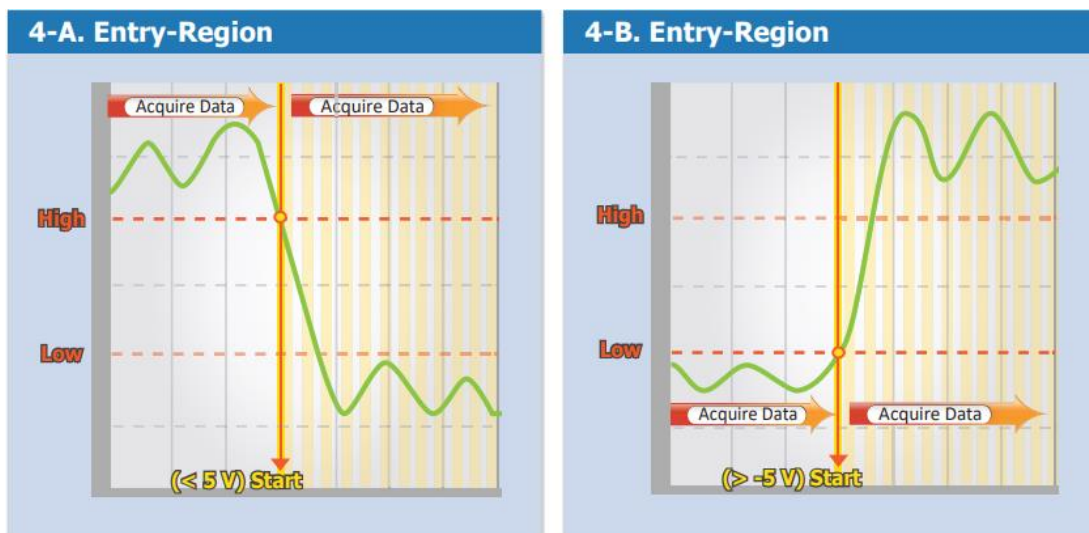 4-A. Entry-Region
Acquire Data
Acquire Data
High
Low
(< 5 V) Start
4-B. Entry-Region
High
Low
Acquire Data
Acquire Data
(> -5 V) Start